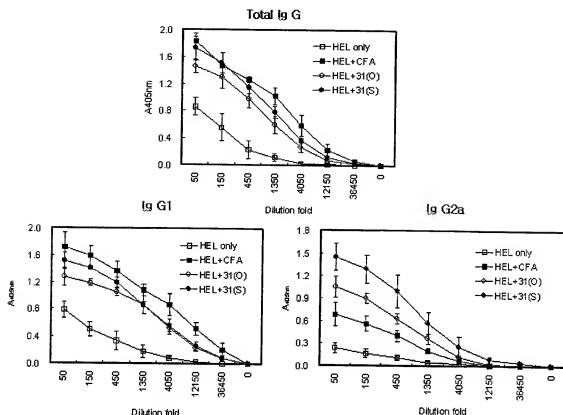 Total Ig G
2.0
1.6
1.2
0.8
0.4
0.0
A405nm
HEL only
HEL+CFA
HEL+31(O)
HEL+31(S)
50
150
450
1350
4050
12150
36450
0
Dilution fold
Ig G1
2.0
1.6
1.2
0.8
0.4
0.0
A405nm
HEL only
HEL+CFA
HEL+31(O)
HEL+31(S)
50
150
450
1350
4050
12150
36450
0
Dilution fold
Ig G2a
1.8
1.5
1.2
0.9
0.6
0.3
0.0
A405nm
HEL only
HEL+CFA
HEL+31(O)
HEL+31(S)
50
150
450
1350
4050
12150
36450
0
Dilution fold